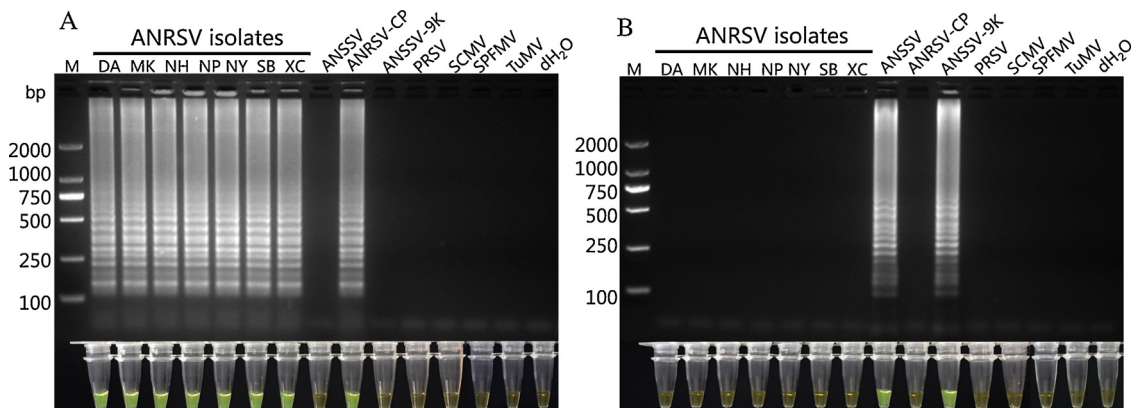 A
ANRSV isolates
M DA MK NH NP NY SB XC ANSSV ANRSV-CP ANSSV-9K PRSV SCMV SPFMV TuMV dH₂O
bp
2000
1000
750
500
250
100
B
ANRSV isolates
M DA MK NH NP NY SB XC ANSSV ANRSV-CP ANSSV-9K PRSV SCMV SPFMV TuMV dH₂O
2000
1000
750
500
250
100